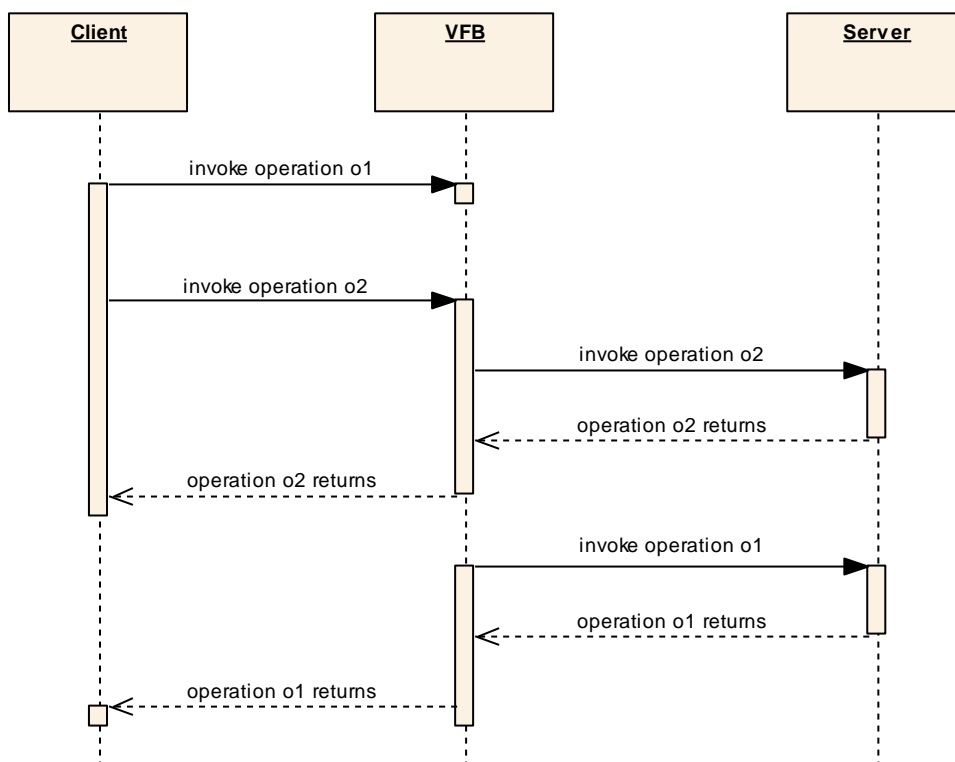 Client
VFB
Server
invoke operation o1
invoke operation o2
invoke operation o2
operation o2 returns
operation o2 returns
invoke operation o1
operation o1 returns
operation o1 returns